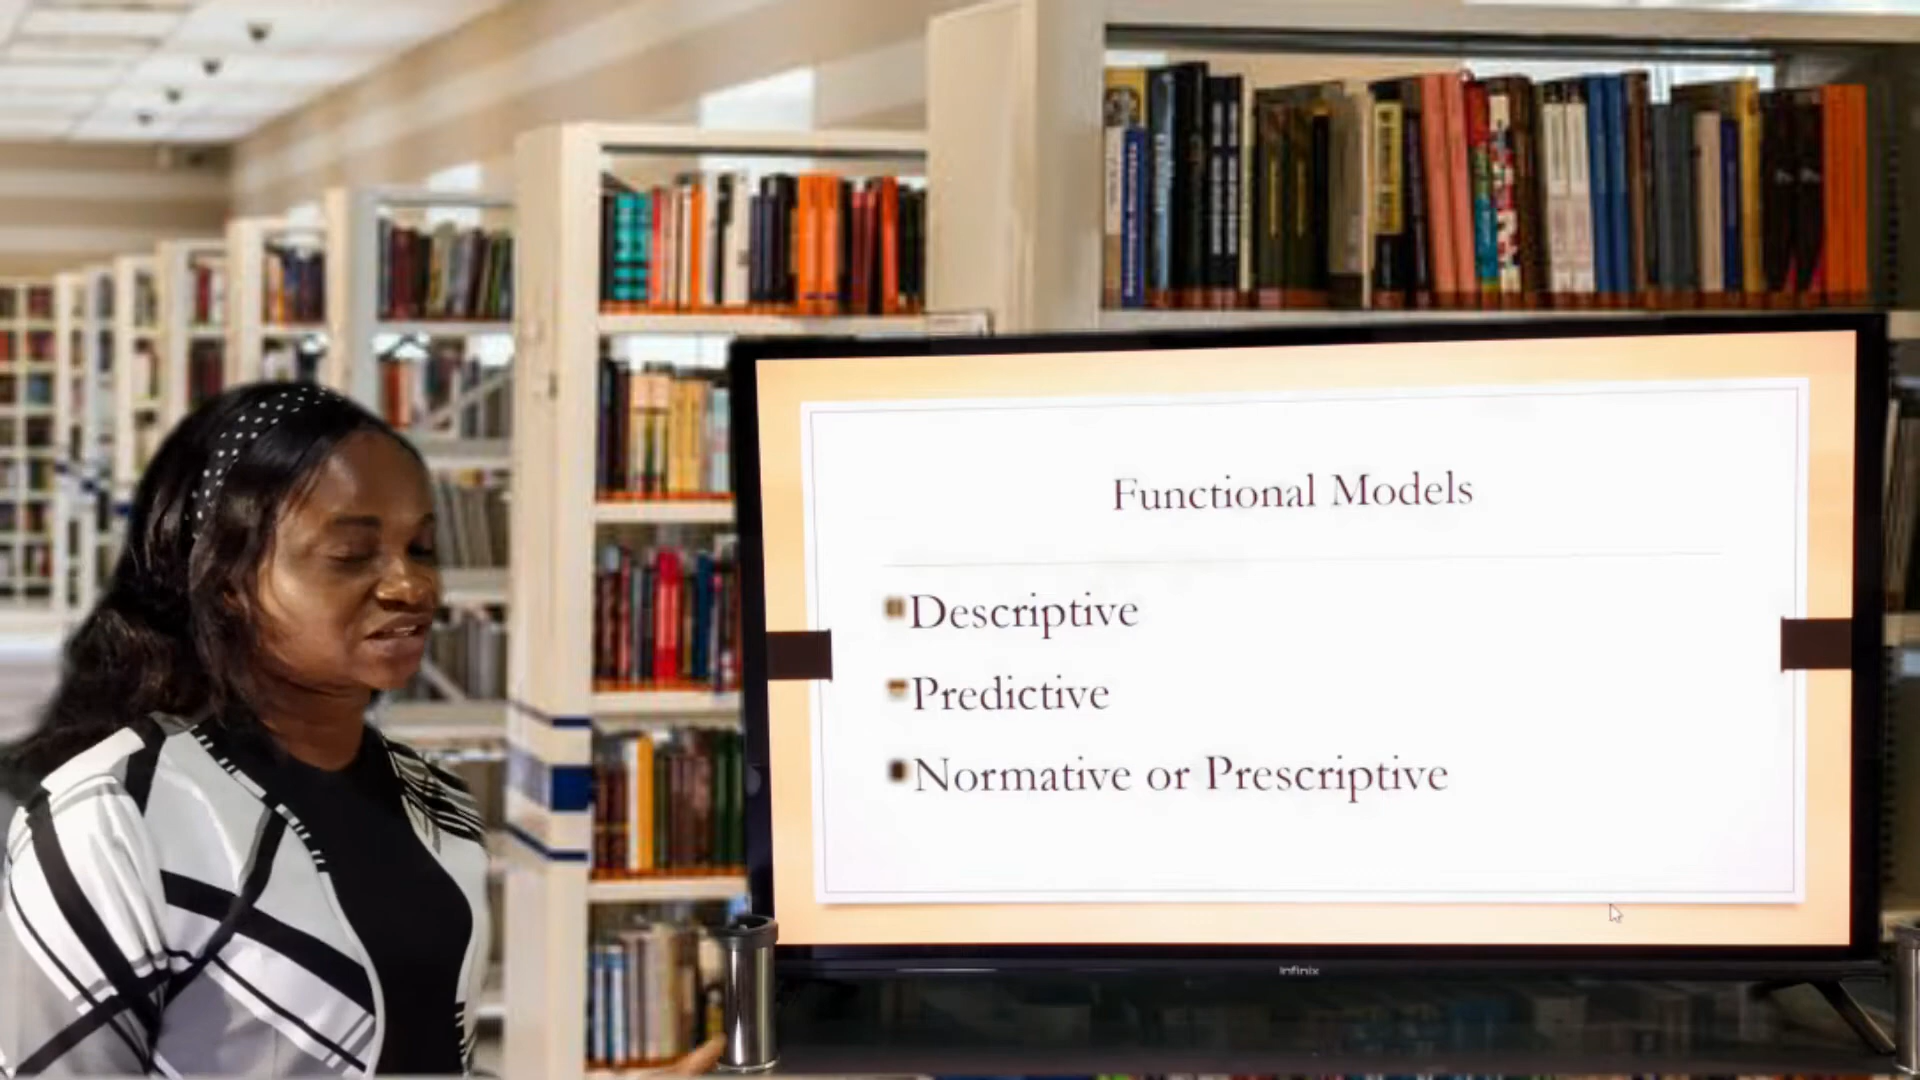 Functional Models
Descriptive
Predictive
Normative or Prescriptive
Infinix